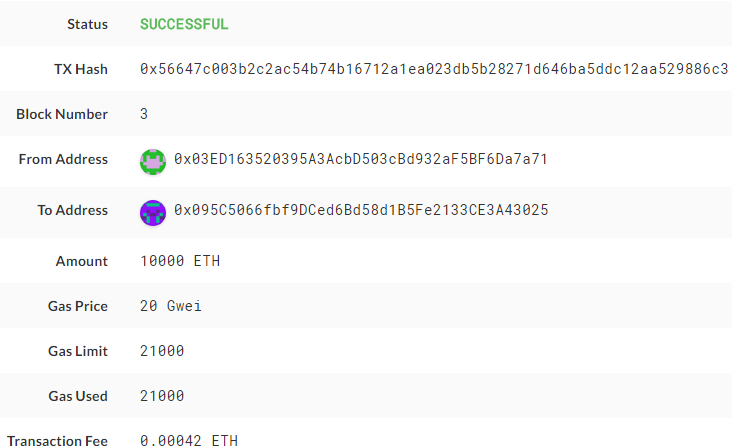 Status SUCCESSFUL
TX Hash 0x56647c003b2c2ac54b74b16712a1ea023db5b28271d646ba5ddc12aa529886c3
Block Number 3
From Address 0x03ED163520395A3AcbD503cBd932aF5BF6Da7a71
To Address 0x095C5066fbf9DCed6Bd58d1B5Fe2133CE3A43025
Amount 10000 ETH
Gas Price 20 Gwei
Gas Limit 21000
Gas Used 21000
Transaction Fee 0.00042 ETH